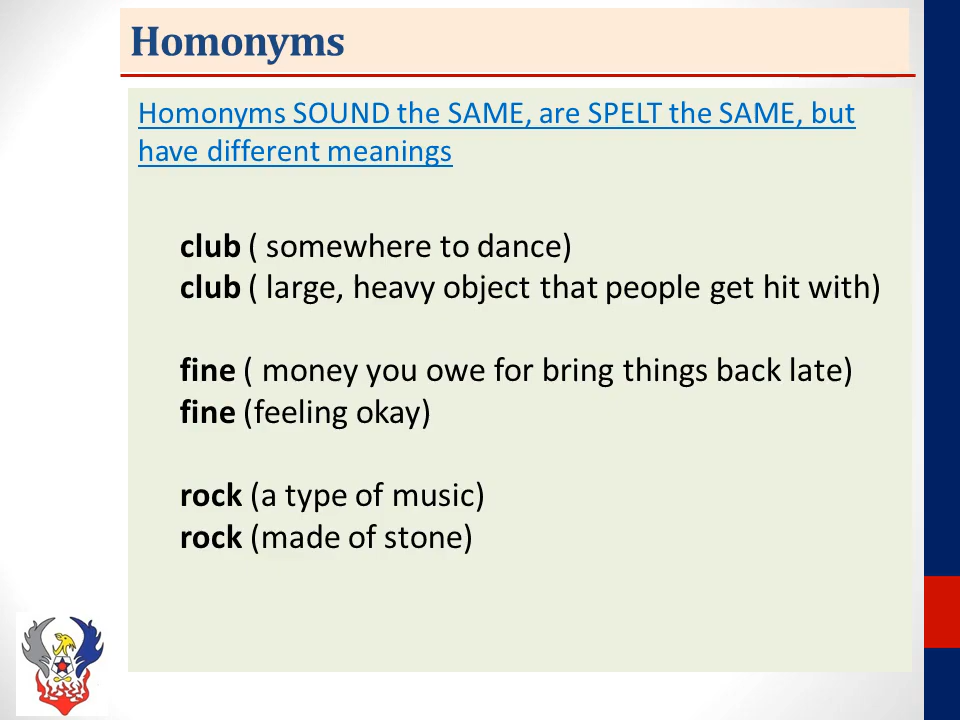 Homonyms
Homonyms SOUND the SAME, are SPELT the SAME, but
have different meanings
club ( somewhere to dance)
club ( large, heavy object that people get hit with)
fine ( money you owe for bring things back late)
fine (feeling okay)
rock (a type of music)
rock (made of stone)